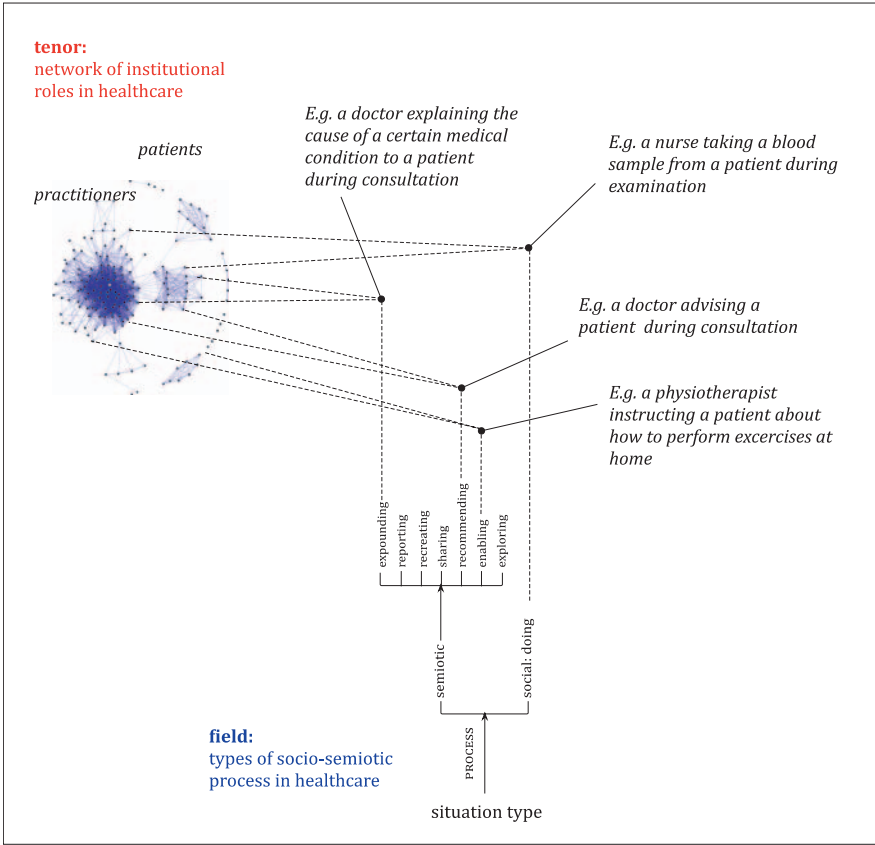 tenor:
network of institutional
roles in healthcare
patients
practitioners
E.g. a doctor explaining the
cause of a certain medical
condition to a patient
during consultation
E.g. a nurse taking a blood
sample from a patient during
examination
E.g. a doctor advising a
patient during consultation
E.g. a physiotherapist
instructing a patient about
how to perform excercises at
home
expounding
reporting
recreating
sharing
recommending
enabling
exploring
semiotic
social: doing
PROCESS
field:
types of socio-semiotic
process in healthcare
situation type